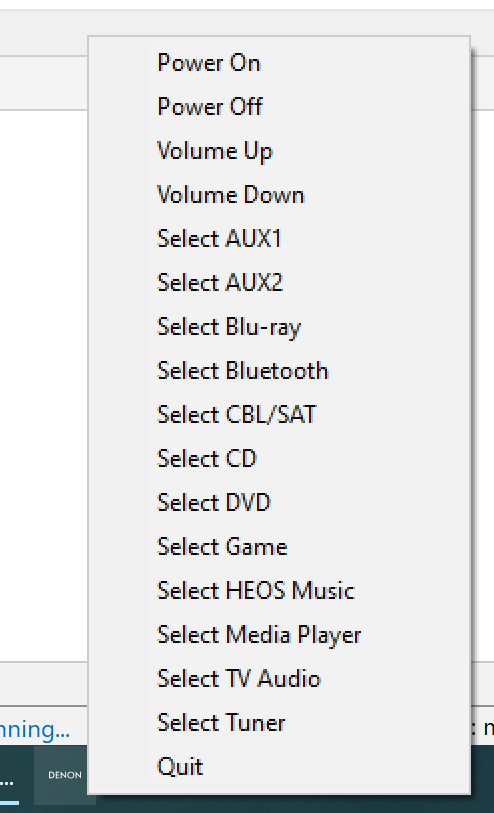 Power On
Power Off
Volume Up
Volume Down
Select AUX1
Select AUX2
Select Blu-ray
Select Bluetooth
Select CBL/SAT
Select CD
Select DVD
Select Game
Select HEOS Music
Select Media Player
Select TV Audio
Select Tuner
nning...
Quit
... DENON